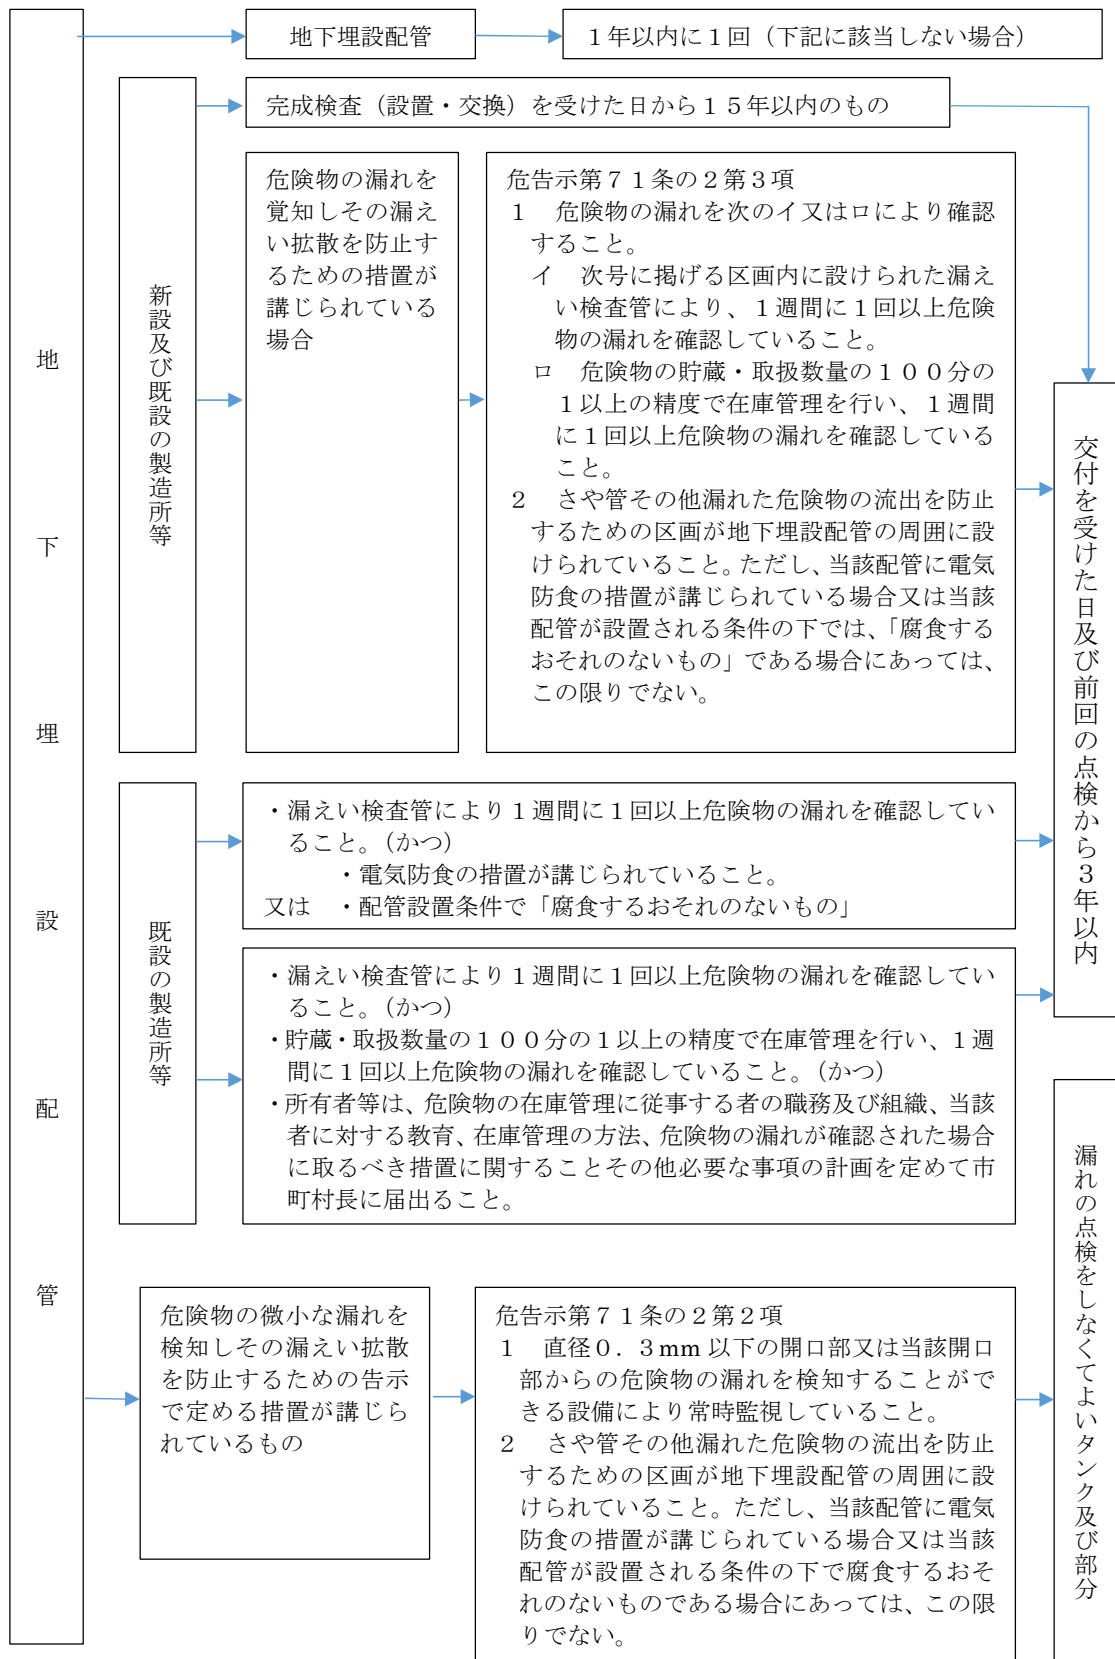 地下埋設配管
地下埋設配管
１年以内に１回（下記に該当しない場合）
新設及び既設の製造所等
完成検査（設置・交換）を受けた日から１５年以内のもの
危険物の漏れを
覚知しその漏え
い拡散を防止す
るための措置が
講じられている
場合
危告示第７１条の２第３項
１　危険物の漏れを次のイ又はロにより確認
すること。
イ　次号に掲げる区画内に設けられた漏え
い検査管により、１週間に１回以上危険
物の漏れを確認していること。
ロ　危険物の貯蔵・取扱数量の１００分の
１以上の精度で在庫管理を行い、１週間
に１回以上危険物の漏れを確認している
こと。
２　さや管その他漏れた危険物の流出を防止
するための区画が地下埋設配管の周囲に設
けられていること。ただし、当該配管に電気
防食の措置が講じられている場合又は当該
配管が設置される条件の下では、「腐食する
おそれのないもの」である場合にあっては、
この限りでない。
交付を受けた日及び前回の点検から３年以内
既設の製造所等
・漏えい検査管により１週間に１回以上危険物の漏れを確認してい
ること。（かつ）
・電気防食の措置が講じられていること。
又は　・配管設置条件で「腐食するおそれのないもの」
・漏えい検査管により１週間に１回以上危険物の漏れを確認してい
ること。（かつ）
・貯蔵・取扱数量の１００分の１以上の精度で在庫管理を行い、１週
間に１回以上危険物の漏れを確認していること。（かつ）
・所有者等は、危険物の在庫管理に従事する者の職務及び組織、当該
者に対する教育、在庫管理の方法、危険物の漏れが確認された場合
に取るべき措置に関することその他必要な事項の計画を定めて市
町村長に届出ること。
危険物の微小な漏れを
検知しその漏えい拡散
を防止するための告示
で定める措置が講じら
れているもの
危告示第７１条の２第２項
１　直径０．３mm 以下の開口部又は当該開口
部からの危険物の漏れを検知することがで
きる設備により常時監視していること。
２　さや管その他漏れた危険物の流出を防止
するための区画が地下埋設配管の周囲に設
けられていること。ただし、当該配管に電気
防食の措置が講じられている場合又は当該
配管が設置される条件の下で腐食するおそ
れのないものである場合にあっては、この限
りでない。
漏れの点検をしなくてよいタンク及び部分